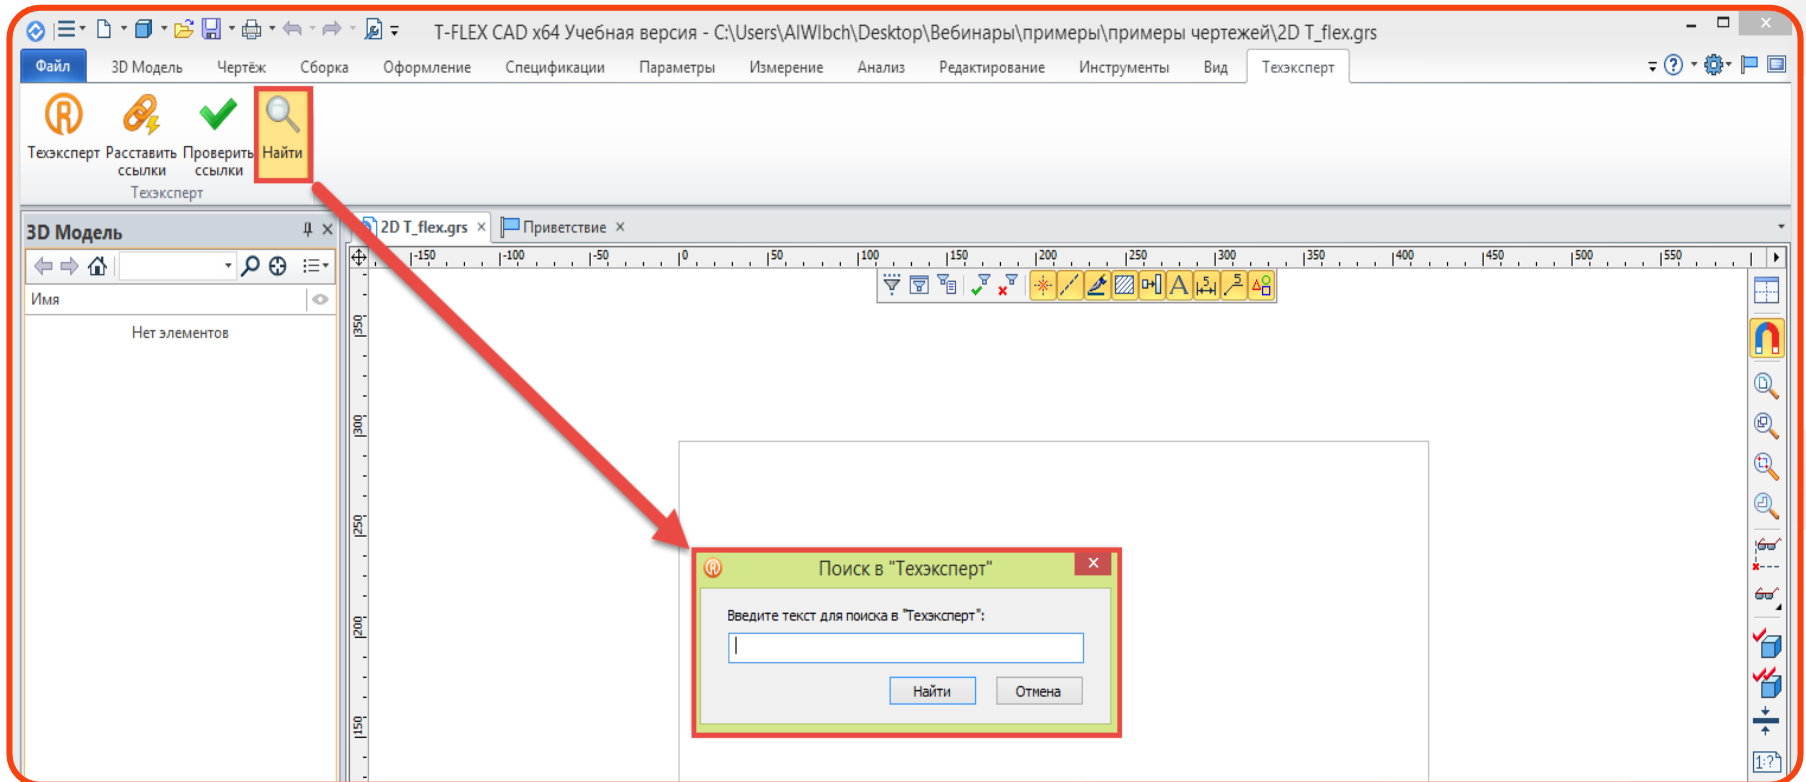 T-FLEX CAD x64 Учебная версия - C:\Users\AlWIbch\Desktop\Вебинары\примеры\примеры чертежей\2D T_flex.grs
Файл 3D Модель Чертёж Сборка Оформление Спецификации Параметры Измерение Анализ Редактирование Инструменты Вид Техэксперт
Техэксперт Расставить ссылки Проверить ссылки Найти
Техэксперт
3D Модель
2D T_flex.grs Приветствие
-150 -100 -50 0 50 100 150 200 250 300 350 400 450 500 550
Имя
Нет элементов
350
300
250
200
150
Поиск в "Техэксперт"
Введите текст для поиска в "Техэксперт":
Найти Отмена
1:?